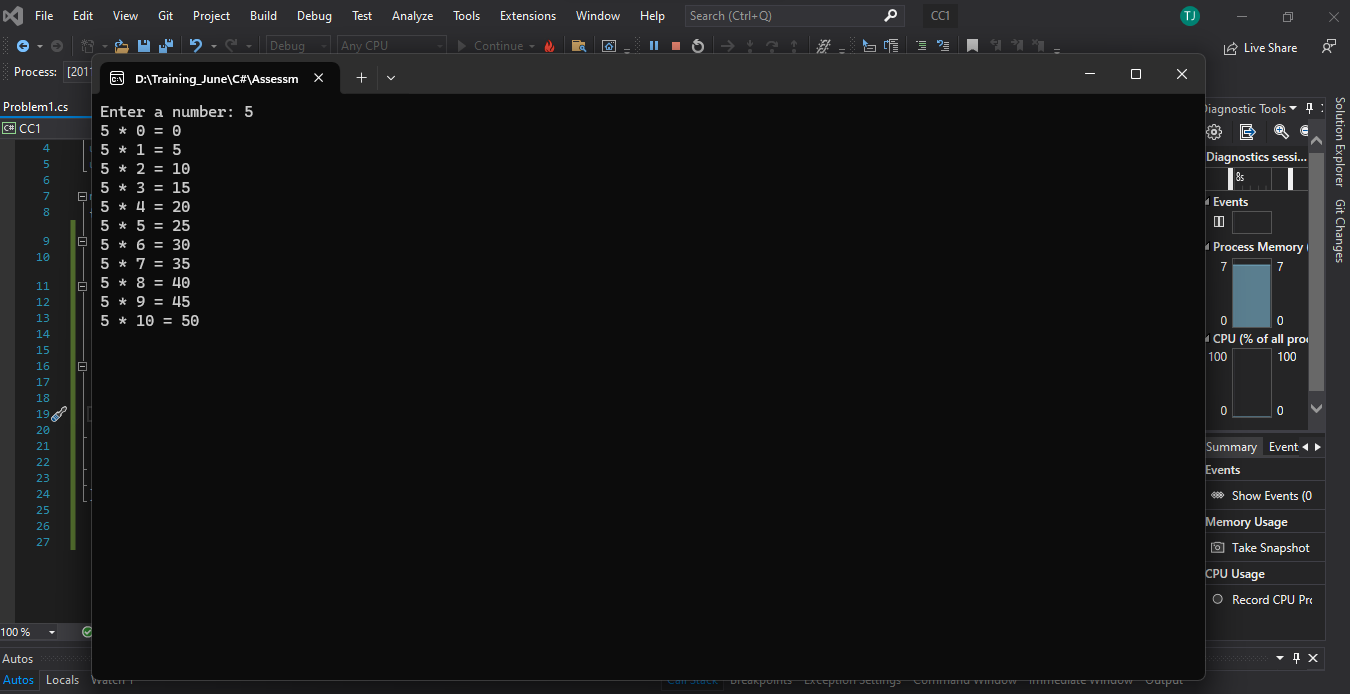 File Edit View Git Project Build Debug Test Analyze Tools Extensions Window Help Search (Ctrl+Q) CC1 TJ
Debug Any CPU Continue Live Share
Process:
D:\Training_June\C#\Assessm
Problem1.cs
C# CC1
Enter a number: 5
5 * 0 = 0
5 * 1 = 5
5 * 2 = 10
5 * 3 = 15
5 * 4 = 20
5 * 5 = 25
5 * 6 = 30
5 * 7 = 35
5 * 8 = 40
5 * 9 = 45
5 * 10 = 50
4
5
6
7
8
9
10
11
12
13
14
15
16
17
18
19
20
21
22
23
24
25
26
27
100 %
Autos
Autos Locals Watch 1
Call Stack Breakpoints Exception Settings Command Window Immediate Window Output
Diagnostic Tools
Diagnostics sessi...
8s
Events
Process Memory
7 7
0 0
CPU (% of all proc
100 100
0 0
Summary Event
Events
Show Events (0
Memory Usage
Take Snapshot
CPU Usage
Record CPU Pr
Solution Explorer
Git Changes